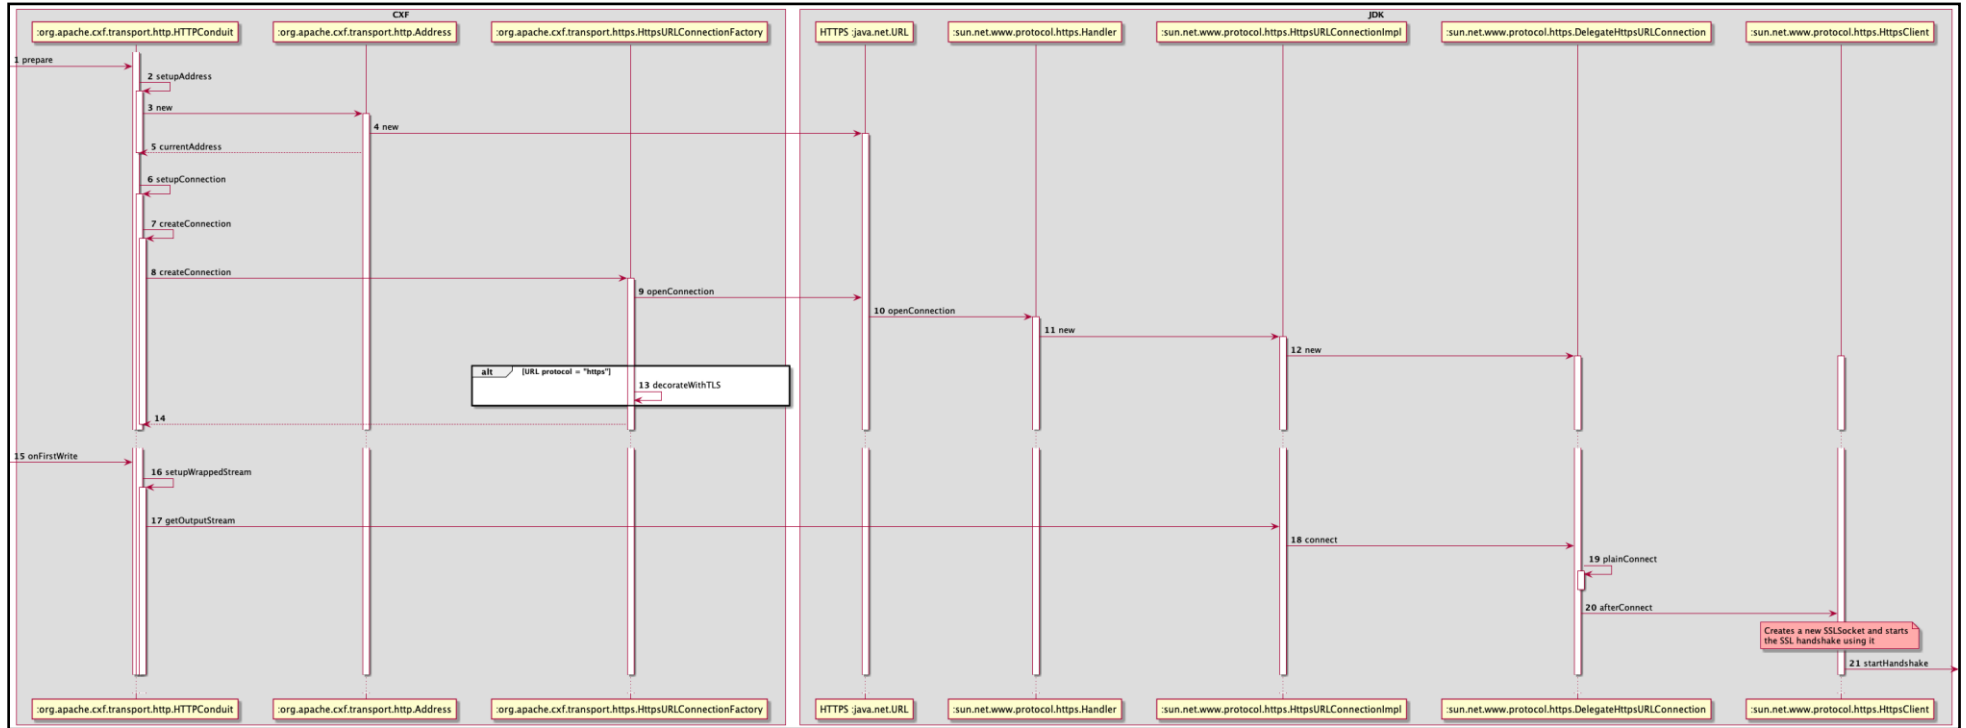 CXF
JDK
:org.apache.cxf.transport.http.HTTPConduit
:org.apache.cxf.transport.http.Address
:org.apache.cxf.transport.https.HttpsURLConnectionFactory
HTTPS :java.net.URL
:sun.net.www.protocol.https.Handler
:sun.net.www.protocol.https.HttpsURLConnectionImpl
:sun.net.www.protocol.https.DelegateHttpsURLConnection
:sun.net.www.protocol.https.HttpsClient
1 prepare
2 setupAddress
3 new
4 new
5 currentAddress
6 setupConnection
7 createConnection
8 createConnection
9 openConnection
10 openConnection
11 new
12 new
alt
[URL protocol = "https"]
13 decorateWithTLS
14
15 onFirstWrite
16 setupWrappedStream
17 getOutputStream
18 connect
19 plainConnect
20 afterConnect
Creates a new SSLSocket and starts
the SSL handshake using it
21 startHandshake
:org.apache.cxf.transport.http.HTTPConduit
:org.apache.cxf.transport.http.Address
:org.apache.cxf.transport.https.HttpsURLConnectionFactory
HTTPS :java.net.URL
:sun.net.www.protocol.https.Handler
:sun.net.www.protocol.https.HttpsURLConnectionImpl
:sun.net.www.protocol.https.DelegateHttpsURLConnection
:sun.net.www.protocol.https.HttpsClient